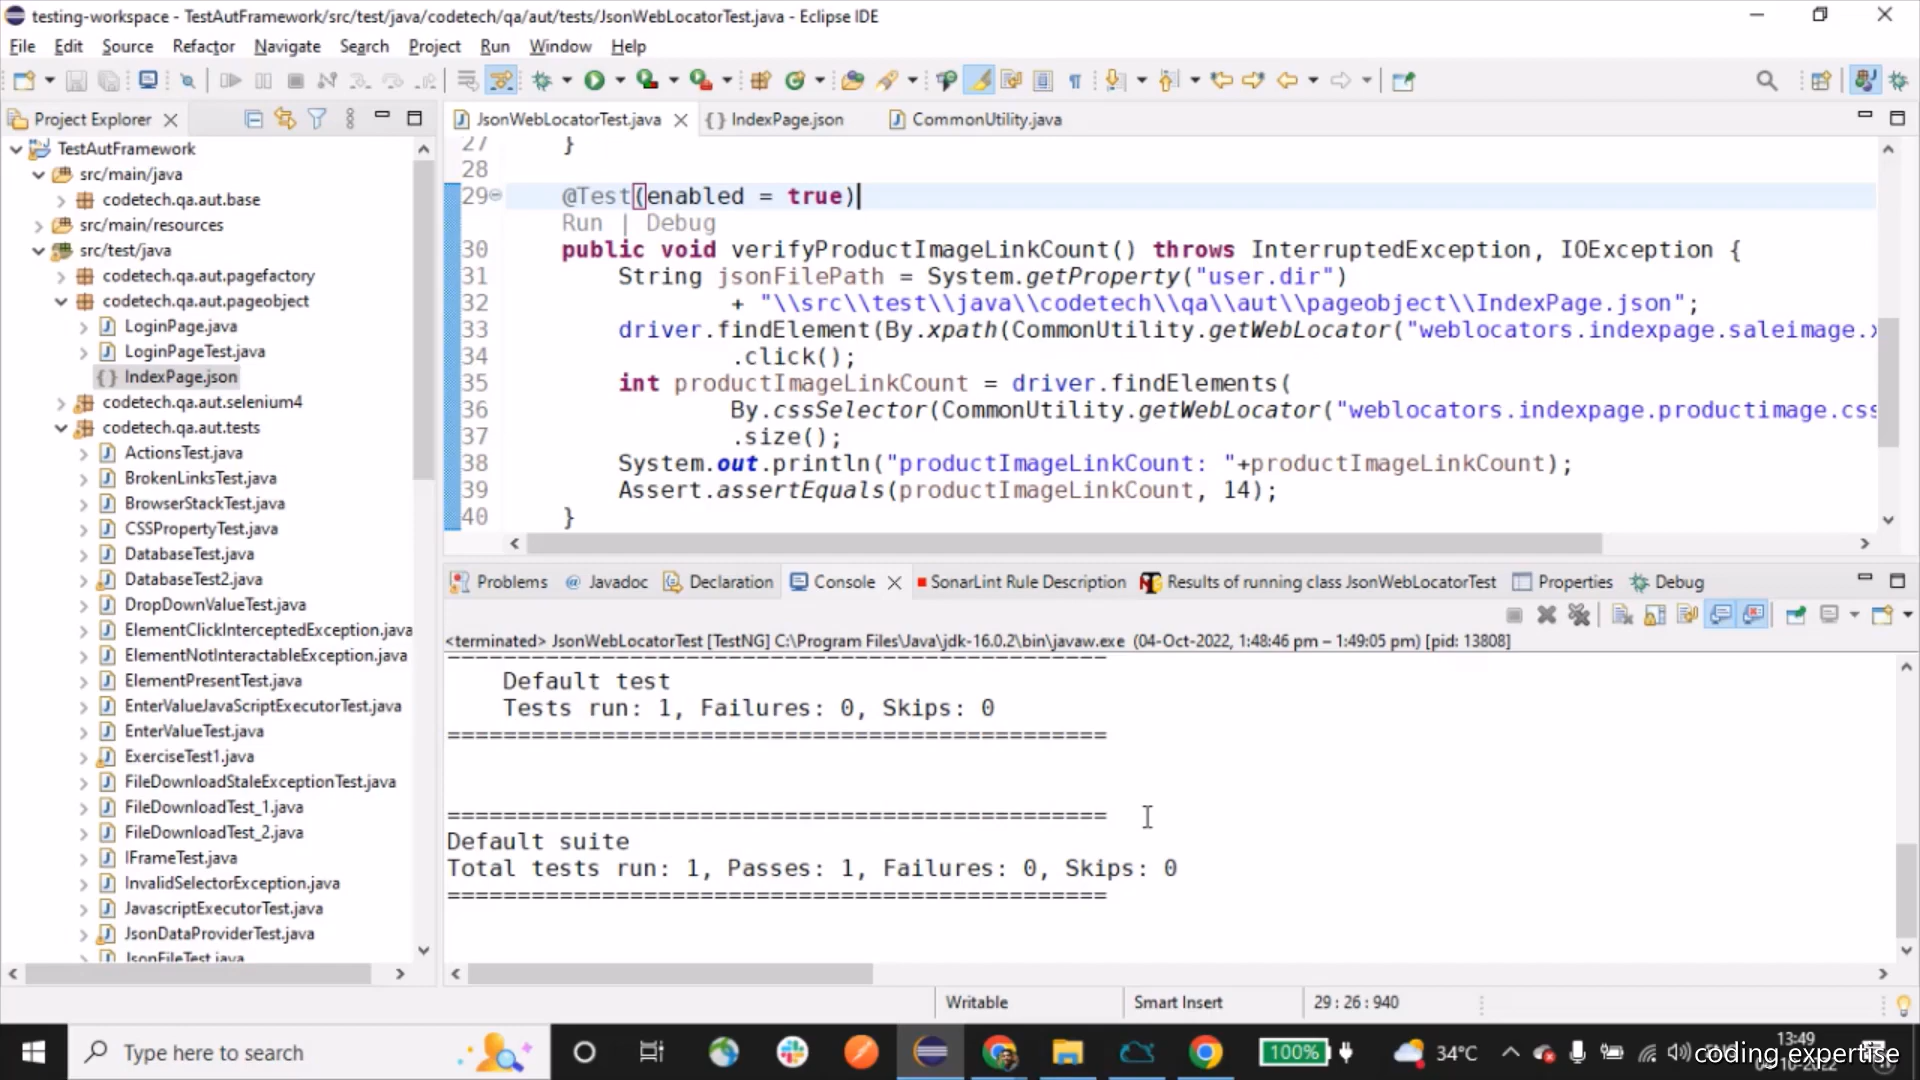 testing-workspace - TestAutFramework/src/test/java/codetech/qa/aut/tests/JsonWebLocatorTest.java - Eclipse IDE
File Edit Source Refactor Navigate Search Project Run Window Help
Project Explorer
JsonWebLocatorTest.java
IndexPage.json
CommonUtility.java
TestAutFramework
src/main/java
codetech.qa.aut.base
src/main/resources
src/test/java
codetech.qa.aut.pagefactory
codetech.qa.aut.pageobject
LoginPage.java
LoginPageTest.java
IndexPage.json
codetech.qa.aut.selenium4
codetech.qa.aut.tests
ActionsTest.java
BrokenLinksTest.java
BrowserStackTest.java
CSSPropertyTest.java
DatabaseTest.java
DatabaseTest2.java
DropDownValueTest.java
ElementClickInterceptedException.java
ElementNotInteractableException.java
ElementPresentTest.java
EnterValueJavaScriptExecutorTest.java
EnterValueTest.java
ExerciseTest1.java
FileDownloadStaleExceptionTest.java
FileDownloadTest_1.java
FileDownloadTest_2.java
IFrameTest.java
InvalidSelectorException.java
JavascriptExecutorTest.java
JsonDataProviderTest.java
JsonFileTest.java
27 }
28
29 @Test(enabled = true)
Run | Debug
30 public void verifyProductImageLinkCount() throws InterruptedException, IOException {
31 String jsonFilePath = System.getProperty("user.dir")
32 + "\\src\\test\\java\\codetech\\qa\\aut\\pageobject\\IndexPage.json";
33 driver.findElement(By.xpath(CommonUtility.getWebLocator("weblocators.indexpage.saleimage.x
34 .click();
35 int productImageLinkCount = driver.findElements(
36 By.cssSelector(CommonUtility.getWebLocator("weblocators.indexpage.productimage.css
37 .size();
38 System.out.println("productImageLinkCount: "+productImageLinkCount);
39 Assert.assertEquals(productImageLinkCount, 14);
40 }
Problems @ Javadoc Declaration Console SonarLint Rule Description Results of running class JsonWebLocatorTest Properties Debug
<terminated> JsonWebLocatorTest [TestNG] C:\Program Files\Java\jdk-16.0.2\bin\javaw.exe (04-Oct-2022, 1:48:46 pm – 1:49:05 pm) [pid: 13808]
===============================================
Default test
Tests run: 1, Failures: 0, Skips: 0
===============================================
===============================================
Default suite
Total tests run: 1, Passes: 1, Failures: 0, Skips: 0
===============================================
Writable
Smart Insert
29 : 26 : 940
Type here to search
100%
34°C
13:49
coding expertise